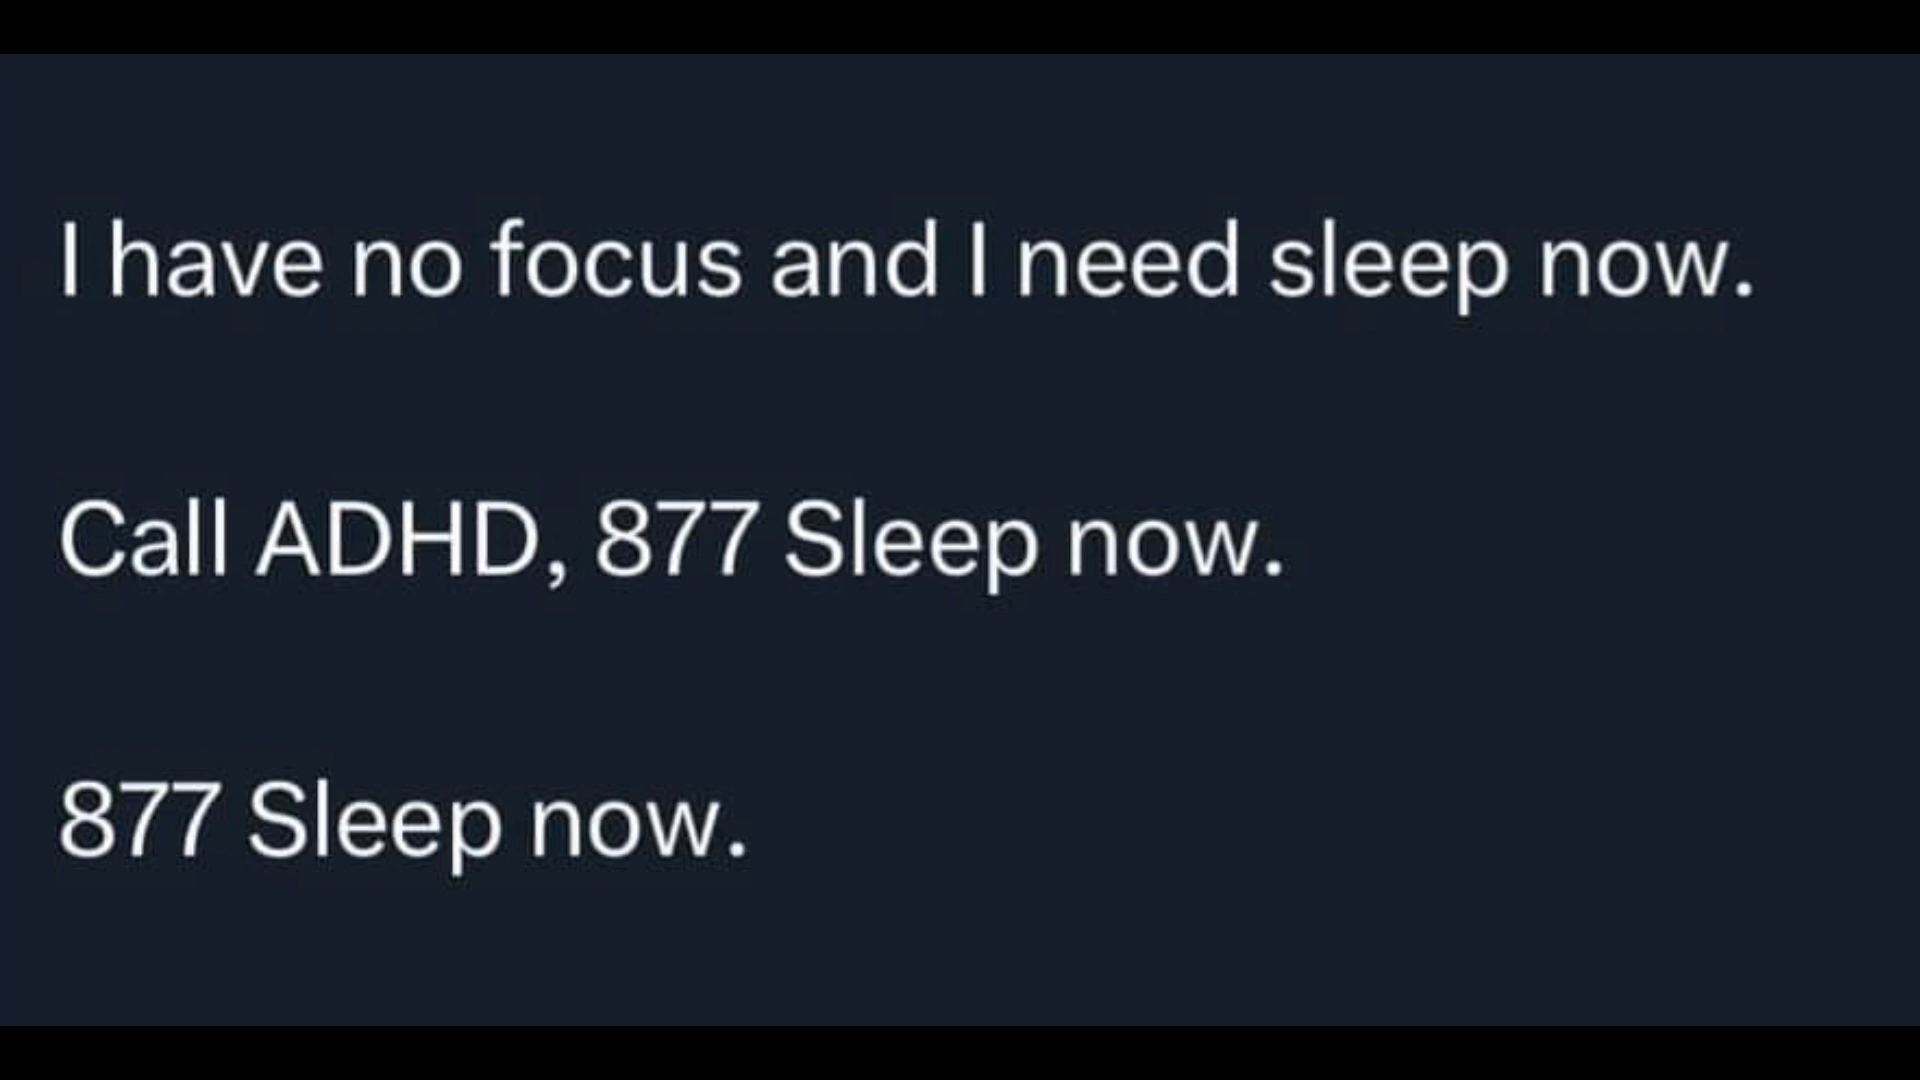 I have no focus and I need sleep now.
Call ADHD, 877 Sleep now.
877 Sleep now.